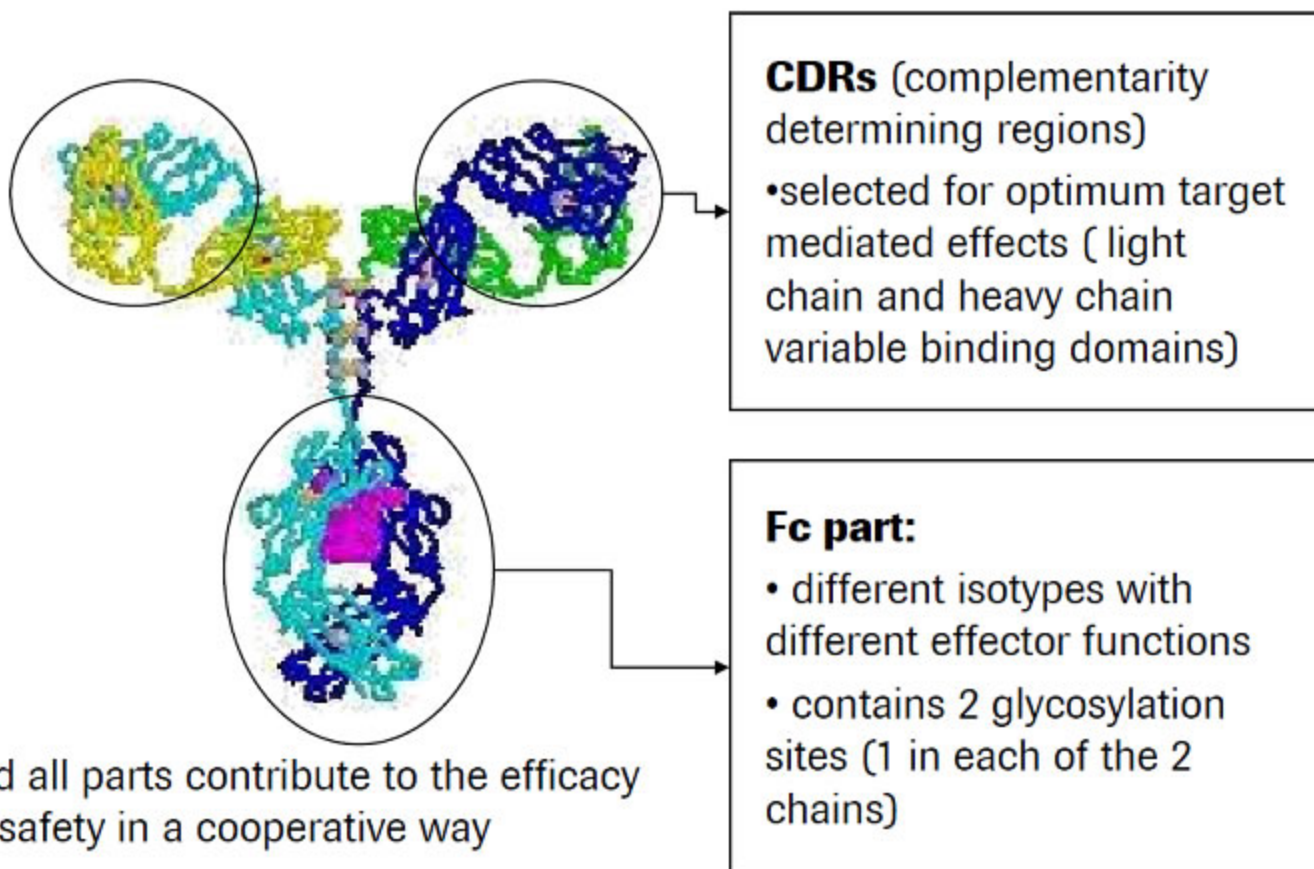 CDRs (complementarity
determining regions)
•selected for optimum target
mediated effects ( light
chain and heavy chain
variable binding domains)
Fc part:
• different isotypes with
different effector functions
• contains 2 glycosylation
sites (1 in each of the 2
chains)
all parts contribute to the efficacy
safety in a cooperative way